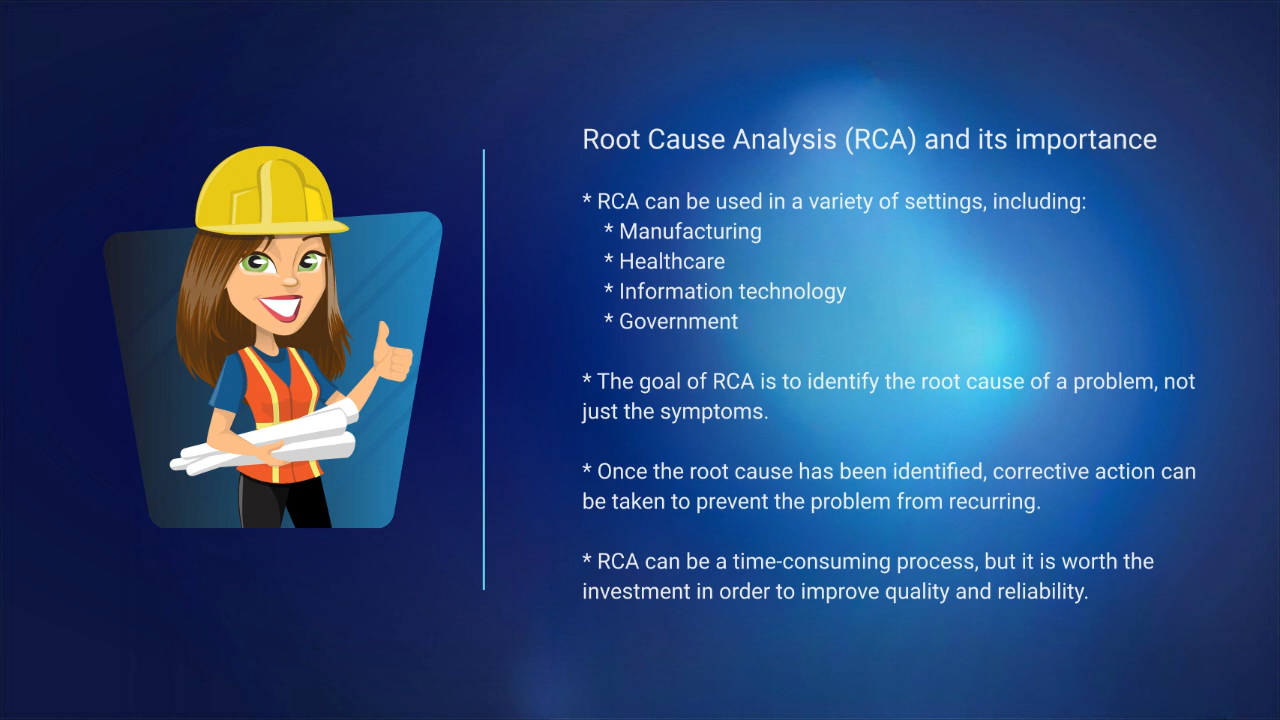 Root Cause Analysis (RCA) and its importance
* RCA can be used in a variety of settings, including:
* Manufacturing
* Healthcare
* Information technology
* Government
* The goal of RCA is to identify the root cause of a problem, not
just the symptoms.
* Once the root cause has been identified, corrective action can
be taken to prevent the problem from recurring.
* RCA can be a time-consuming process, but it is worth the
investment in order to improve quality and reliability.